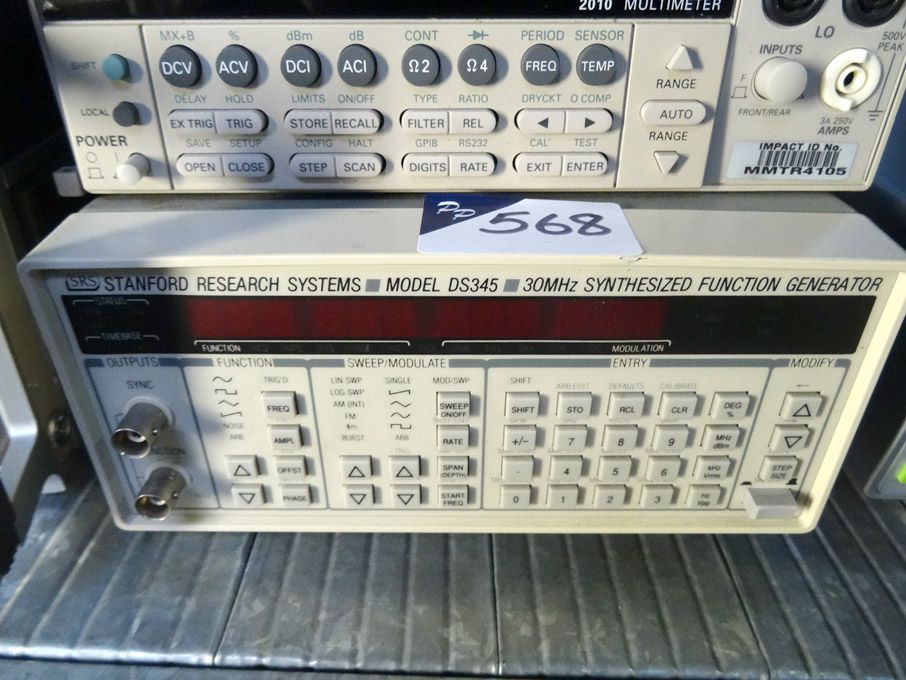 2010 MULTIMETER
MX+B % dBm dB CONT PERIOD SENSOR
SHIFT DCV ACV DCI ACI Ω2 Ω4 FREQ TEMP
DELAY HOLD LIMITS ON/OFF TYPE RATIO DRYCKT O COMP
LOCAL EX TRIG TRIG STORE RECALL FILTER REL
SAVE SETUP CONFIG HALT GPIB RS232 CAL TEST
POWER
O I OPEN CLOSE STEP SCAN DIGITS RATE EXIT ENTER
RANGE
AUTO
RANGE
LO
500V
PEAK
INPUTS
F
R
FRONT/REAR
3A 250V
AMPS
IMPACT ID No.
MMTR4105
PP 568
SRS STANFORD RESEARCH SYSTEMS MODEL DS345 30MHz SYNTHESIZED FUNCTION GENERATOR
STATUS
TIMEBASE
FUNCTION MODULATION
OUTPUTS FUNCTION SWEEP/MODULATE ENTRY MODIFY
SYNC
FUNCTION
TRIG'D
FREQ
NOISE
ARB
AMPL
OFFST
PHASE
LIN SWP SINGLE MOD/SWP
LOG SWP
AM (INT)
FM
BURST ARB
TRIG
SWEEP
ON/OFF
RATE
SPAN
(DEPTH)
START
FREQ
SHIFT ARB EDIT DEFAULTS CALIBRATE
SHIFT STO RCL CLR DEG
%
+/- 7 8 9 MHz
dBm
. 4 5 6 kHz
Vrms
0 1 2 3 Hz
Vpp
STEP
SIZE